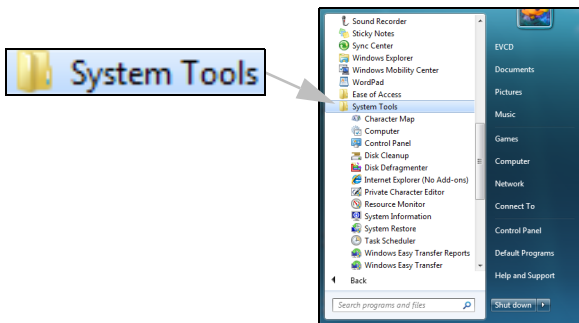 System Tools
Sound Recorder
Sticky Notes
Sync Center
Windows Explorer
Windows Mobility Center
WordPad
Ease of Access
System Tools
Character Map
Computer
Control Panel
Disk Cleanup
Disk Defragmenter
Internet Explorer (No Add-ons)
Private Character Editor
Resource Monitor
System Information
System Restore
Task Scheduler
Windows Easy Transfer Reports
Windows Easy Transfer
Back
Search programs and files
EVCD
Documents
Pictures
Music
Games
Computer
Network
Connect To
Control Panel
Default Programs
Help and Support
Shut down